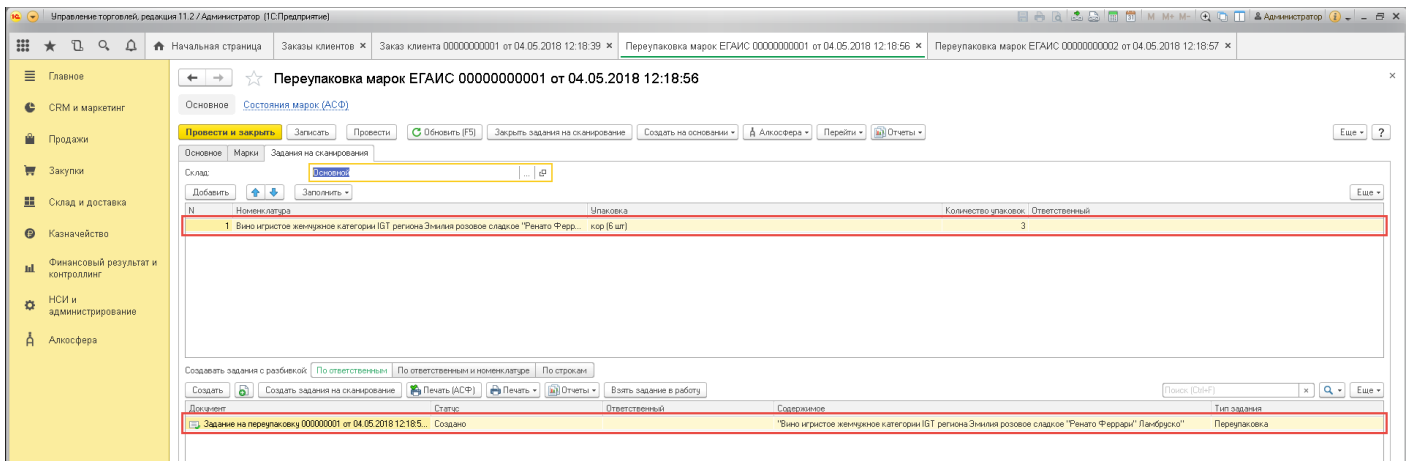 Управление торговлей, редакция 11.2 / Администратор (1С:Предприятие)
M M+ M- Администратор
Начальная страница Заказы клиентов × Заказ клиента 00000000001 от 04.05.2018 12:18:39 × Переупаковка марок ЕГАИС 00000000001 от 04.05.2018 12:18:56 × Переупаковка марок ЕГАИС 00000000002 от 04.05.2018 12:18:57 ×
Главное
CRM и маркетинг
Продажи
Закупки
Склад и доставка
Казначейство
Финансовый результат и
контроллинг
НСИ и
администрирование
Алкосфера
Переупаковка марок ЕГАИС 00000000001 от 04.05.2018 12:18:56
Основное Состояния марок (АСФ)
Провести и закрыть Записать Провести Обновить (F5) Закрыть задания на сканирование Создать на основании Алкосфера Перейти Отчеты Еще ?
Основное Марки Задания на сканирования
Склад: Основной ...
Добавить Заполнить Еще
N Номенклатура Упаковка Количество упаковок Ответственный
1 Вино игристое жемчужное категории IGT региона Эмилия розовое сладкое "Ренато Ферр... кор (6 шт) 3
Создавать задания с разбивкой: По ответственным По ответственным и номенклатуре По строкам
Создать Создать задания на сканирование Печать (АСФ) Печать Отчеты Взять задание в работу Поиск (Ctrl+F) × Еще
Документ Статус Ответственный Содержимое Тип задания
Задание на переупаковку 000000001 от 04.05.2018 12:18:5... Создано "Вино игристое жемчужное категории IGT региона Эмилия розовое сладкое "Ренато Феррари" Ламбруско" Переупаковка